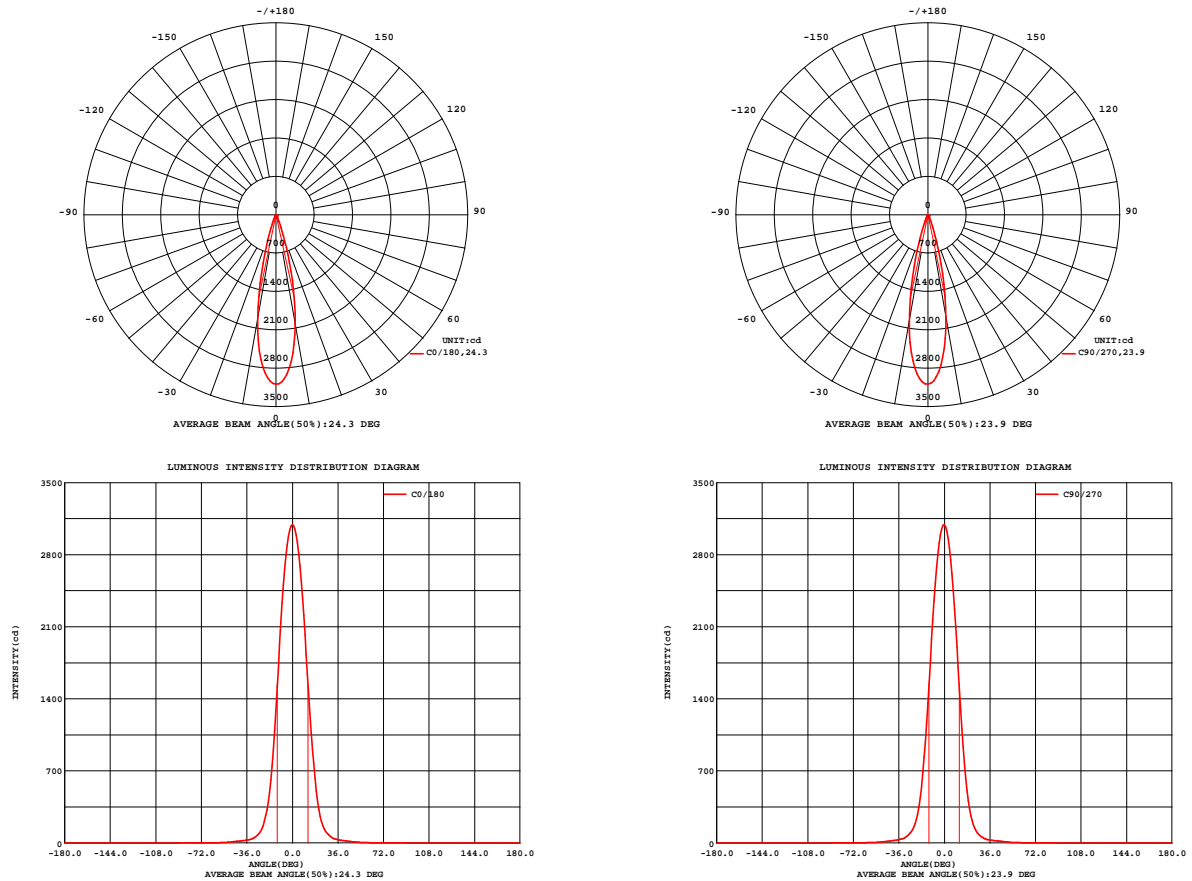 -/+180
-150
150
-120
120
-90
90
-60
60
-30
30
0
700
1400
2100
2800
3500
0
UNIT:cd
C0/180,24.3
AVERAGE BEAM ANGLE(50%):24.3 DEG
-/+180
-150
150
-120
120
-90
90
-60
60
-30
30
0
700
1400
2100
2800
3500
0
UNIT:cd
C90/270,23.9
AVERAGE BEAM ANGLE(50%):23.9 DEG
LUMINOUS INTENSITY DISTRIBUTION DIAGRAM
C0/180
INTENSITY(cd)
3500
2800
2100
1400
700
0
-180.0 -144.0 -108.0 -72.0 -36.0 0.0 36.0 72.0 108.0 144.0 180.0
ANGLE(DEG)
AVERAGE BEAM ANGLE(50%):24.3 DEG
LUMINOUS INTENSITY DISTRIBUTION DIAGRAM
C90/270
INTENSITY(cd)
3500
2800
2100
1400
700
0
-180.0 -144.0 -108.0 -72.0 -36.0 0.0 36.0 72.0 108.0 144.0 180.0
ANGLE(DEG)
AVERAGE BEAM ANGLE(50%):23.9 DEG